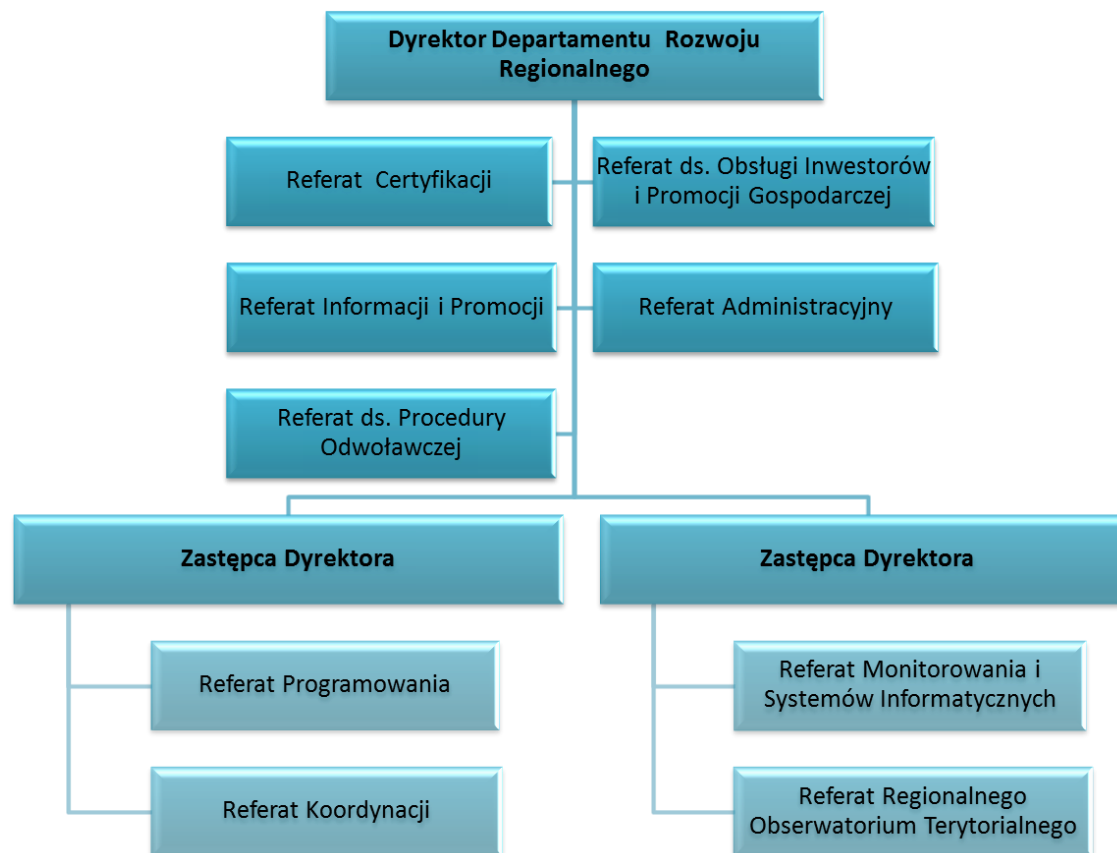 Dyrektor Departamentu Rozwoju
Regionalnego
Referat Certyfikacji
Referat ds. Obsługi Inwestorów
i Promocji Gospodarczej
Referat Informacji i Promocji
Referat Administracyjny
Referat ds. Procedury
Odwoławczej
Zastępca Dyrektora
Zastępca Dyrektora
Referat Programowania
Referat Monitorowania i
Systemów Informatycznych
Referat Koordynacji
Referat Regionalnego
Obserwatorium Terytorialnego